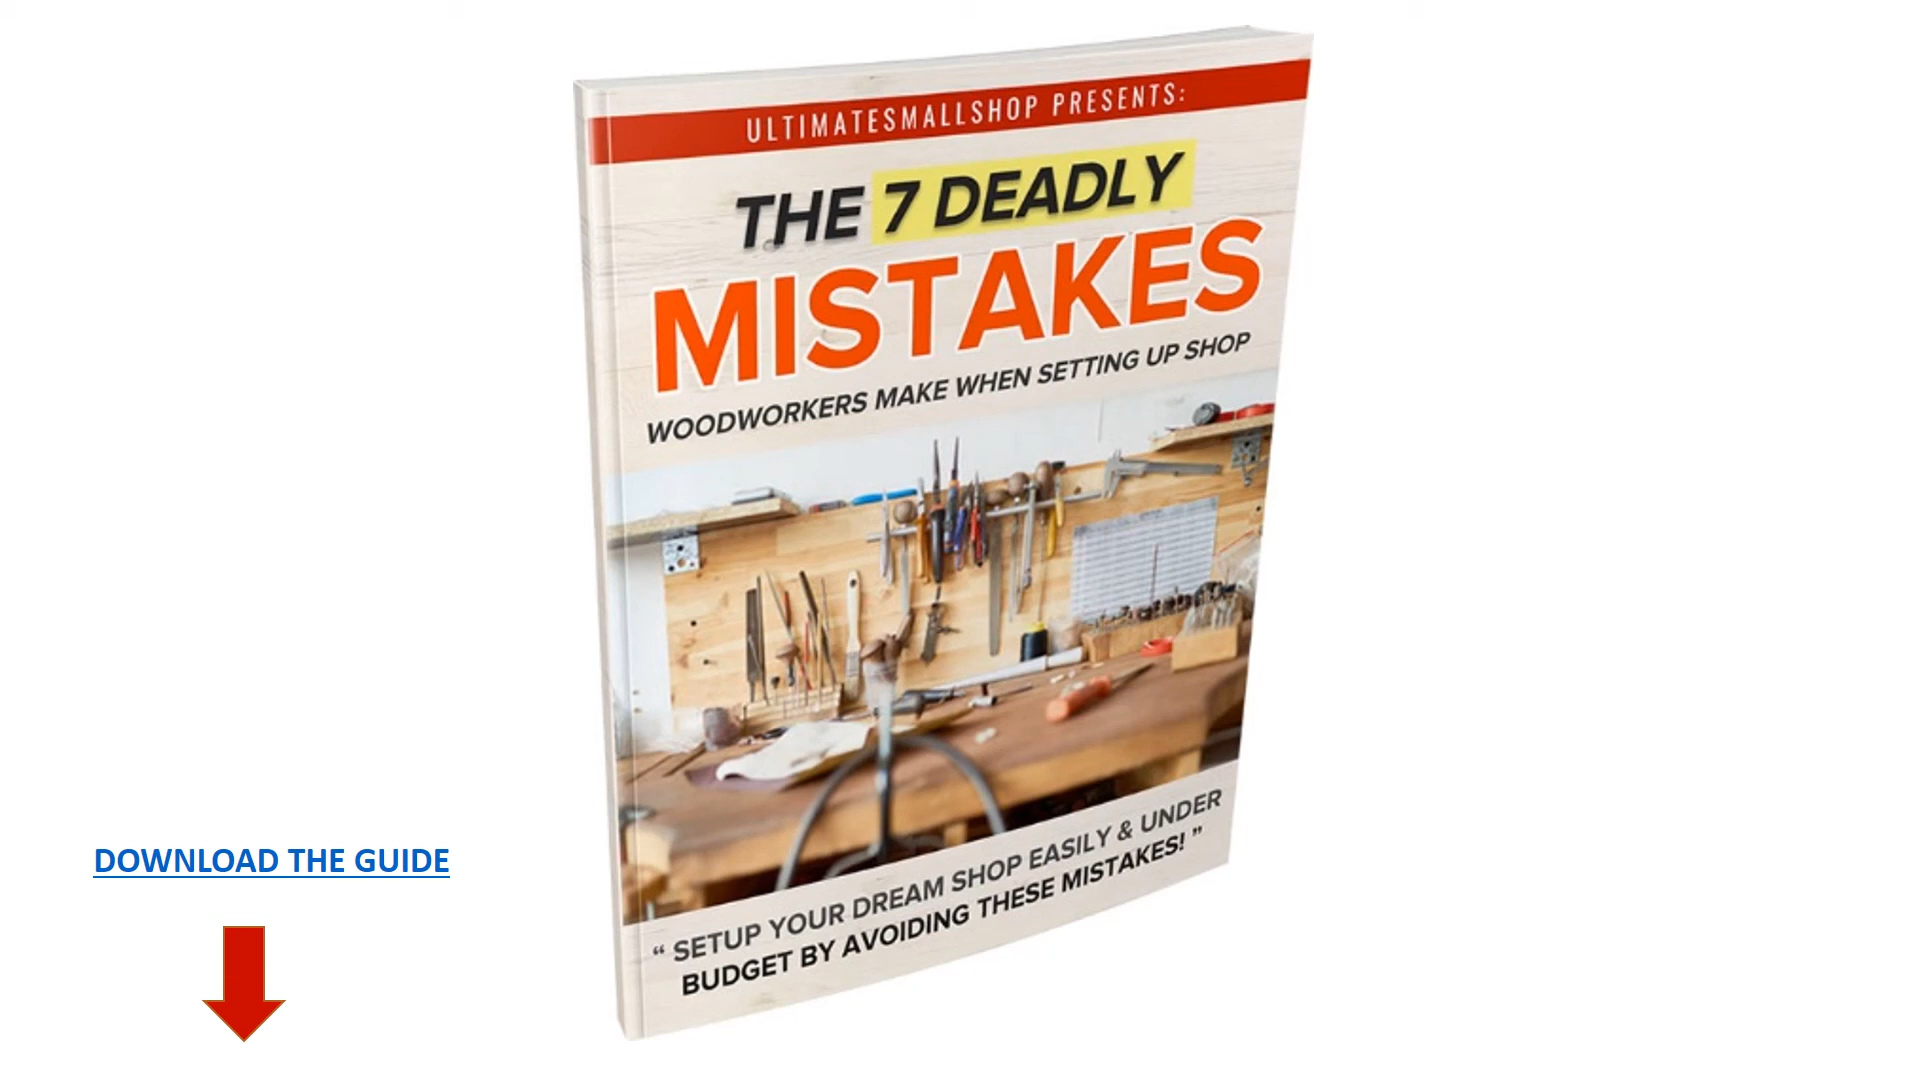 ULTIMATESMALLSHOP PRESENTS:
THE 7 DEADLY
MISTAKES
WOODWORKERS MAKE WHEN SETTING UP SHOP
“ SETUP YOUR DREAM SHOP EASILY & UNDER
BUDGET BY AVOIDING THESE MISTAKES! ”
DOWNLOAD THE GUIDE